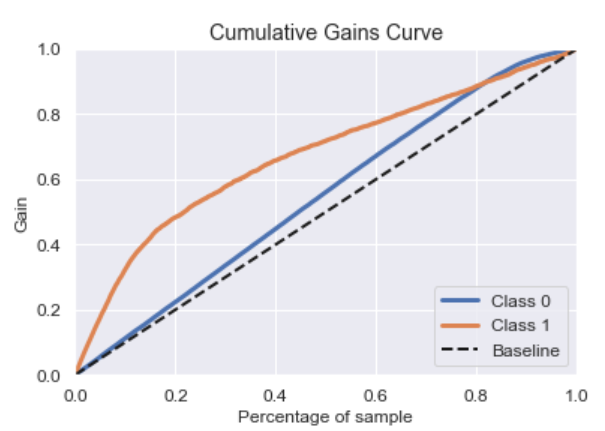 Cumulative Gains Curve
1.0
0.8
0.6
0.4
0.2
0.0
Gain
0.0 0.2 0.4 0.6 0.8 1.0
Percentage of sample
Class 0
Class 1
Baseline